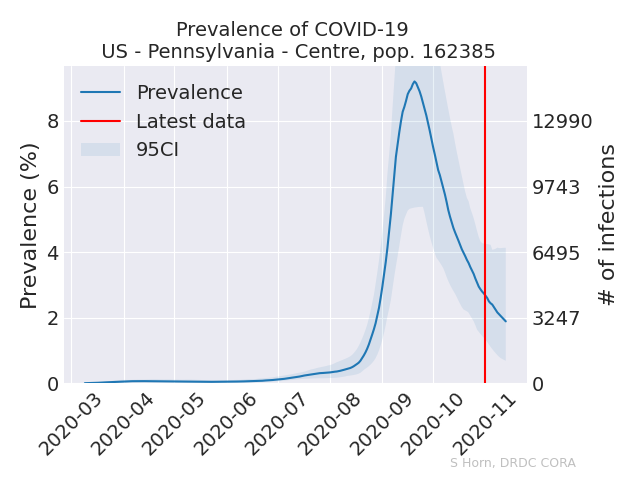 Prevalence of COVID-19
US - Pennsylvania - Centre, pop. 162385
Prevalence
Latest data
95CI
Prevalence (%)
8
6
4
2
0
12990
9743
6495
3247
0
# of infections
2020-03
2020-04
2020-05
2020-06
2020-07
2020-08
2020-09
2020-10
2020-11
S Horn, DRDC CORA